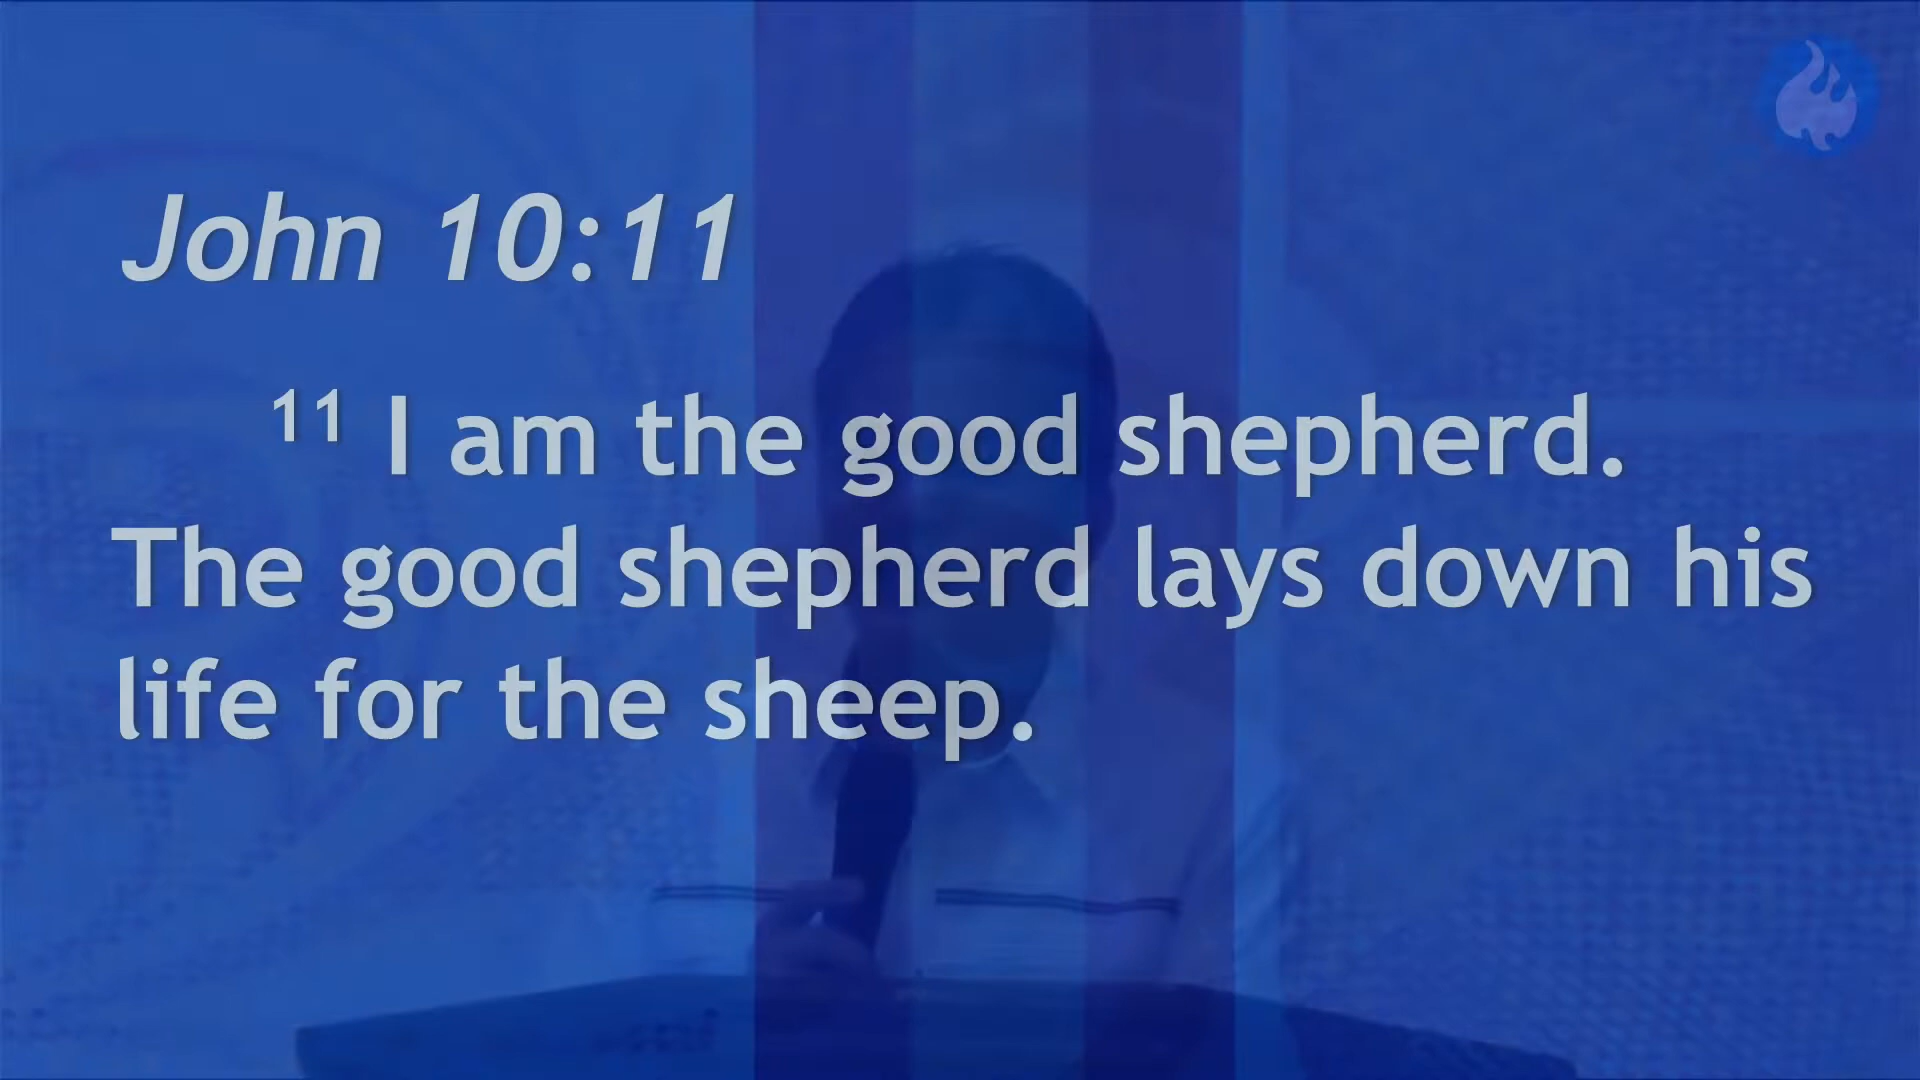 John 10:11
11 I am the good shepherd.
The good shepherd lays down his
life for the sheep.